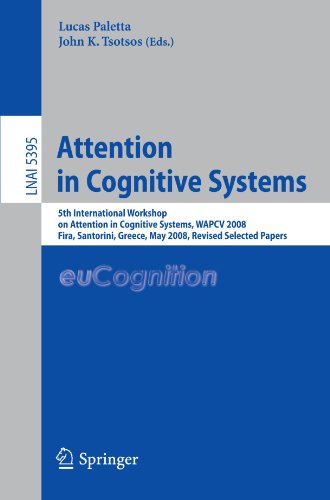 Lucas Paletta
John K. Tsotsos (Eds.)
LNAI 5395
Attention
in Cognitive Systems
5th International Workshop
on Attention in Cognitive Systems, WAPCV 2008
Fira, Santorini, Greece, May 2008, Revised Selected Papers
euCognition
Springer